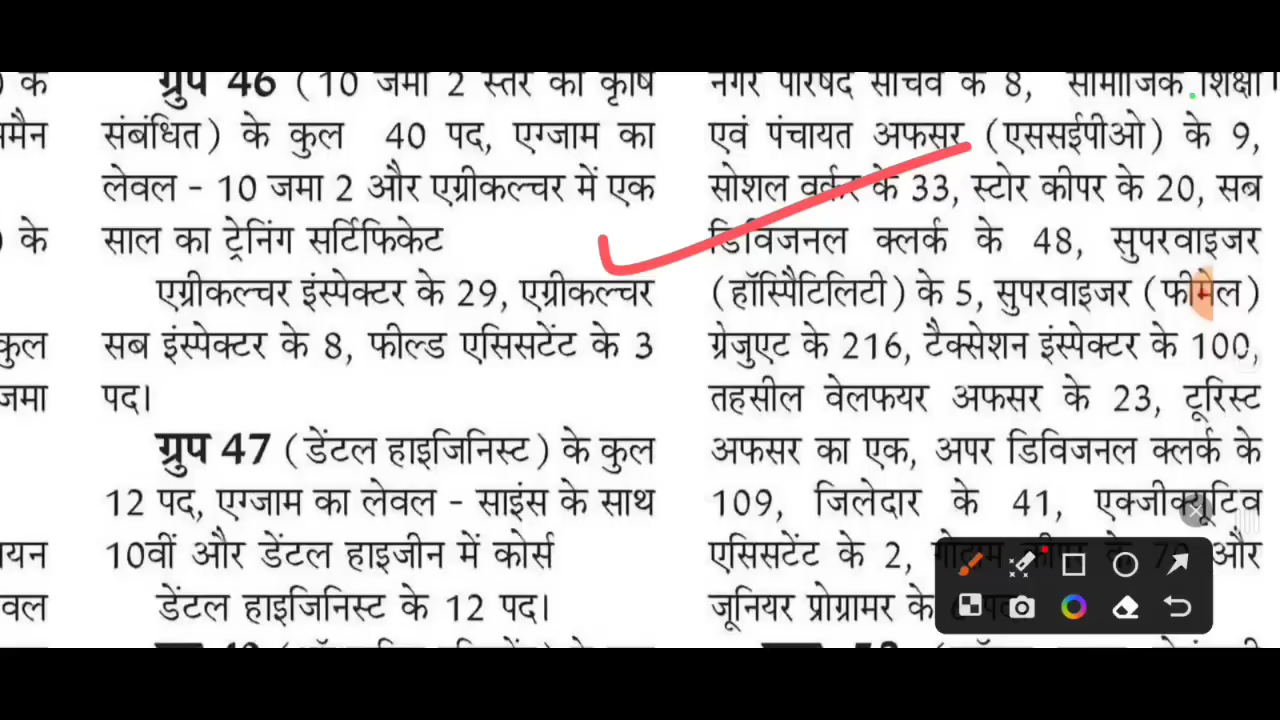 के
मैन
के
कुल
जमा
यन
वल
ग्रुप 46 (10 जमा 2 स्तर की कृषि
संबंधित) के कुल 40 पद, एग्जाम का
लेवल - 10 जमा 2 और एग्रीकल्चर में एक
साल का ट्रेनिंग सर्टिफिकेट
एग्रीकल्चर इंस्पेक्टर के 29, एग्रीकल्चर
सब इंस्पेक्टर के 8, फील्ड एसिसटेंट के 3
पद।
ग्रुप 47 (डेंटल हाइजिनिस्ट) के कुल
12 पद, एग्जाम का लेवल - साइंस के साथ
10वीं और डेंटल हाइजीन में कोर्स
डेंटल हाइजिनिस्ट के 12 पद।
नगर परिषद सचिव के 8, सामाजिक शिक्षा
एवं पंचायत अफसर (एससईपीओ) के 9,
सोशल वर्कर के 33, स्टोर कीपर के 20, सब
डिविजनल क्लर्क के 48, सुपरवाइजर
(हॉस्पिैटिलिटी) के 5, सुपरवाइजर (फीमेल)
ग्रेजुएट के 216, टैक्सेशन इंस्पेक्टर के 100,
तहसील वेलफयर अफसर के 23, टूरिस्ट
अफसर का एक, अपर डिविजनल क्लर्क के
109, जिलेदार के 41, एक्जीक्यूटिव
एसिसटेंट के 2, गोदाम कीपर के और
जूनियर प्रोग्रामर के